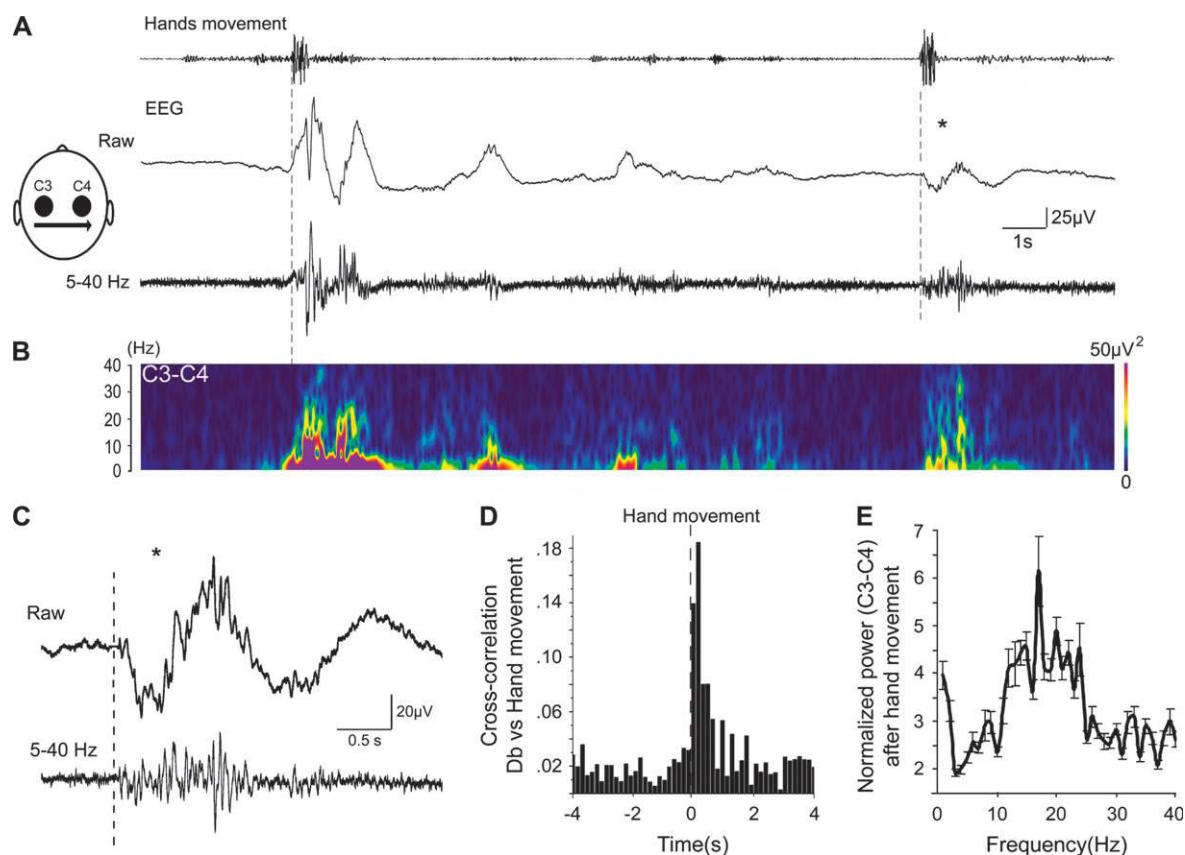 A
Hands movement
EEG
Raw
*
C3 C4
25μV
1s
5-40 Hz
B
(Hz)
50μV²
C3-C4
40
30
20
10
0
0
C
*
Raw
20μV
0.5 s
5-40 Hz
D
Hand movement
Cross-correlation
Db vs Hand movement
.18
.14
.10
.06
.02
-4 -2 0 2 4
Time(s)
E
Normalized power (C3-C4)
after hand movement
7
6
5
4
3
2
0 10 20 30 40
Frequency(Hz)